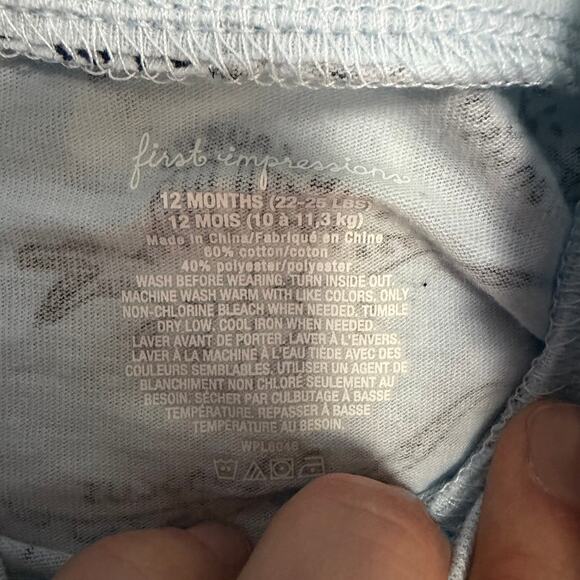 first impressions
12 MONTHS (22-25 LBS)
12 MOIS (10 à 11,3 kg)
Made in China/Fabriqué en Chine
60% cotton/coton
40% polyester/polyester
WASH BEFORE WEARING. TURN INSIDE OUT.
MACHINE WASH WARM WITH LIKE COLORS. ONLY
NON-CHLORINE BLEACH WHEN NEEDED. TUMBLE
DRY LOW. COOL IRON WHEN NEEDED.
LAVER AVANT DE PORTER. LAVER À L'ENVERS.
LAVER À LA MACHINE À L'EAU TIÈDE AVEC DES
COULEURS SEMBLABLES. UTILISER UN AGENT DE
BLANCHIMENT NON CHLORÉ SEULEMENT AU
BESOIN. SÉCHER PAR CULBUTAGE À BASSE
TEMPÉRATURE. REPASSER À BASSE
TEMPÉRATURE AU BESOIN.
WPL6046